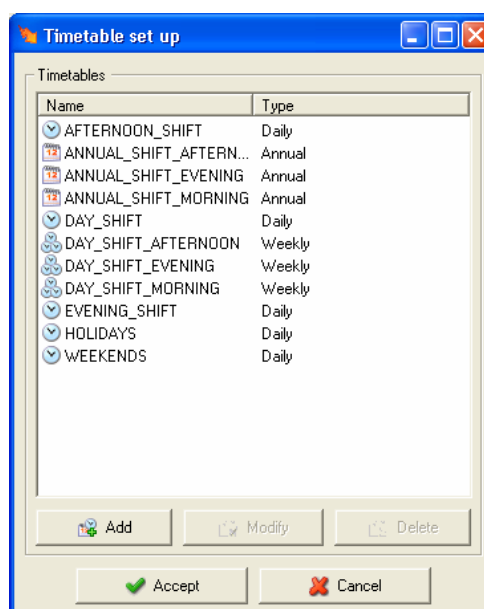 Timetable set up
Timetables
Name Type
AFTERNOON_SHIFT Daily
ANNUAL_SHIFT_AFTERN... Annual
ANNUAL_SHIFT_EVENING Annual
ANNUAL_SHIFT_MORNING Annual
DAY_SHIFT Daily
DAY_SHIFT_AFTERNOON Weekly
DAY_SHIFT_EVENING Weekly
DAY_SHIFT_MORNING Weekly
EVENING_SHIFT Daily
HOLIDAYS Daily
WEEKENDS Daily
Add Modify Delete
Accept Cancel